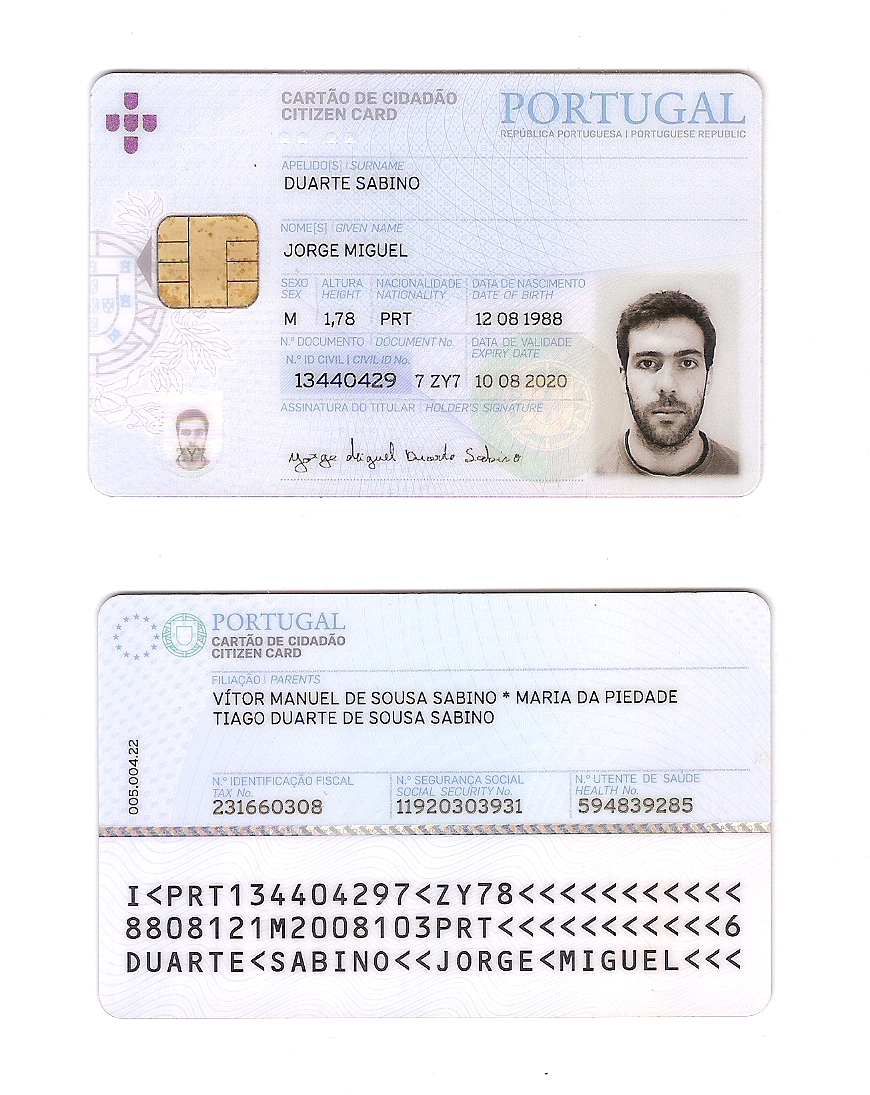 CARTÃO DE CIDADÃO
CITIZEN CARD
PORTUGAL
REPÚBLICA PORTUGUESA | PORTUGUESE REPUBLIC
APELIDO[S] | SURNAME
DUARTE SABINO
NOME[S] | GIVEN NAME
JORGE MIGUEL
SEXO ALTURA NACIONALIDADE DATA DE NASCIMENTO
SEX HEIGHT NATIONALITY DATE OF BIRTH
M 1,78 PRT 12 08 1988
N.º DOCUMENTO | DOCUMENT No. DATA DE VALIDADE
N.º ID CIVIL | CIVIL ID No. EXPIRY DATE
13440429 7 ZY7 10 08 2020
ASSINATURA DO TITULAR | HOLDER'S SIGNATURE
Jorge Miguel Duarte Sabino
PORTUGAL
CARTÃO DE CIDADÃO
CITIZEN CARD
FILIAÇÃO | PARENTS
VÍTOR MANUEL DE SOUSA SABINO * MARIA DA PIEDADE
TIAGO DUARTE DE SOUSA SABINO
005.004.22
N.º IDENTIFICAÇÃO FISCAL N.º SEGURANÇA SOCIAL N.º UTENTE DE SAÚDE
TAX No. SOCIAL SECURITY No. HEALTH No.
231660308 11920303931 594839285
I<PRT134404297<ZY78<<<<<<<<<<<
8808121M2008103PRT<<<<<<<<<<<6
DUARTE<SABINO<<JORGE<MIGUEL<<<